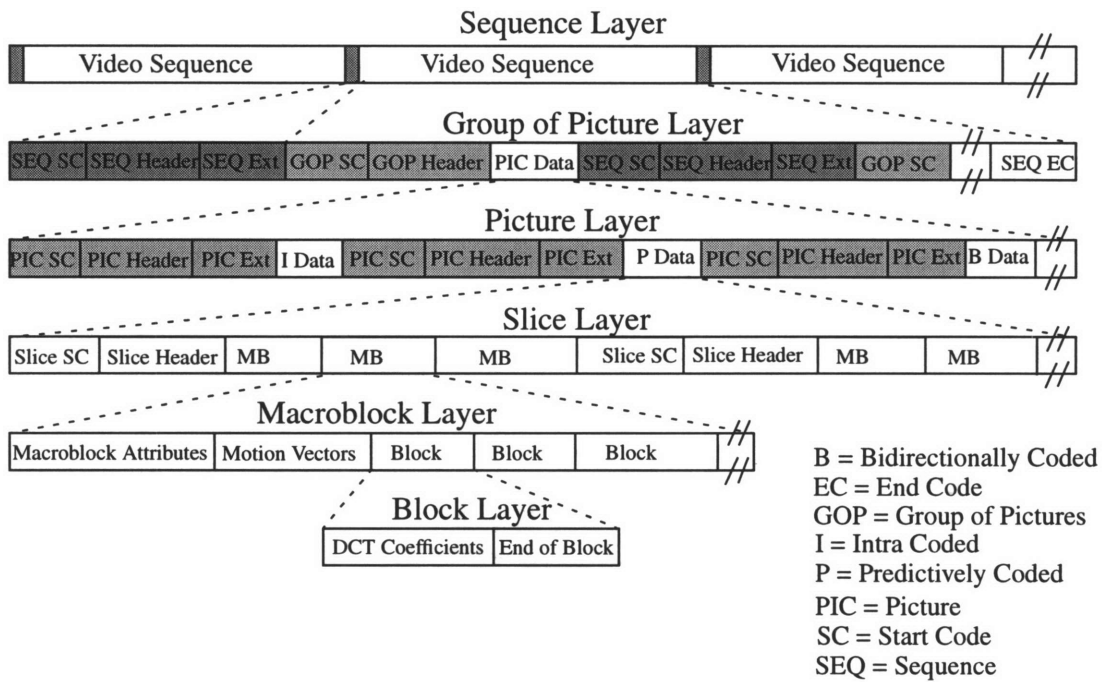 Sequence Layer
Video Sequence Video Sequence Video Sequence
Group of Picture Layer
SEQ SC SEQ Header SEQ Ext GOP SC GOP Header PIC Data SEQ SC SEQ Header SEQ Ext GOP SC SEQ EC
Picture Layer
PIC SC PIC Header PIC Ext I Data PIC SC PIC Header PIC Ext P Data PIC SC PIC Header PIC Ext B Data
Slice Layer
Slice SC Slice Header MB MB MB Slice SC Slice Header MB MB
Macroblock Layer
Macroblock Attributes Motion Vectors Block Block Block
Block Layer
DCT Coefficients End of Block
B = Bidirectionally Coded
EC = End Code
GOP = Group of Pictures
I = Intra Coded
P = Predictively Coded
PIC = Picture
SC = Start Code
SEQ = Sequence